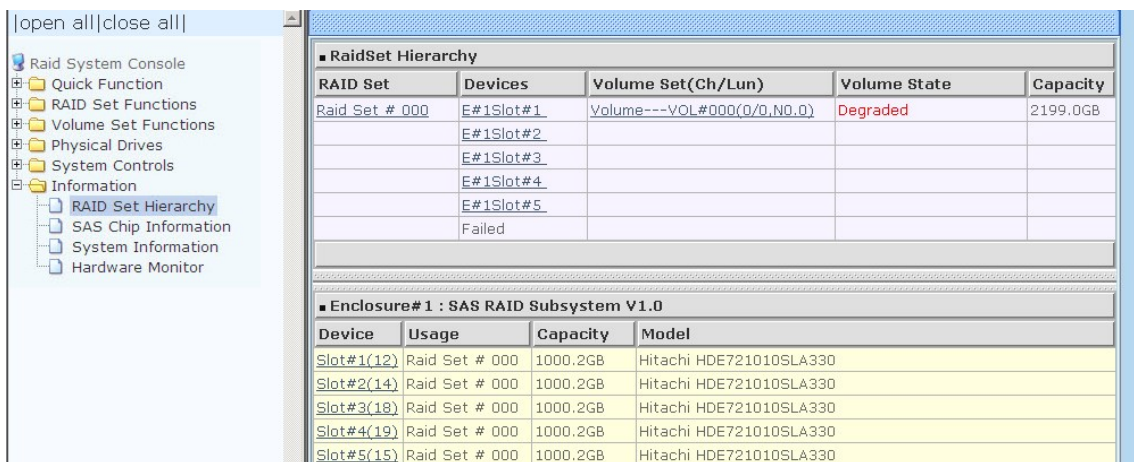 |open all|close all|
Raid System Console
Quick Function
RAID Set Functions
Volume Set Functions
Physical Drives
System Controls
Information
RAID Set Hierarchy
SAS Chip Information
System Information
Hardware Monitor
RaidSet Hierarchy
RAID Set Devices Volume Set(Ch/Lun) Volume State Capacity
Raid Set # 000 E#1Slot#1 Volume---VOL#000(0/0,N0.0) Degraded 2199.0GB
E#1Slot#2
E#1Slot#3
E#1Slot#4
E#1Slot#5
Failed
Enclosure#1 : SAS RAID Subsystem V1.0
Device Usage Capacity Model
Slot#1(12) Raid Set # 000 1000.2GB Hitachi HDE721010SLA330
Slot#2(14) Raid Set # 000 1000.2GB Hitachi HDE721010SLA330
Slot#3(18) Raid Set # 000 1000.2GB Hitachi HDE721010SLA330
Slot#4(19) Raid Set # 000 1000.2GB Hitachi HDE721010SLA330
Slot#5(15) Raid Set # 000 1000.2GB Hitachi HDE721010SLA330